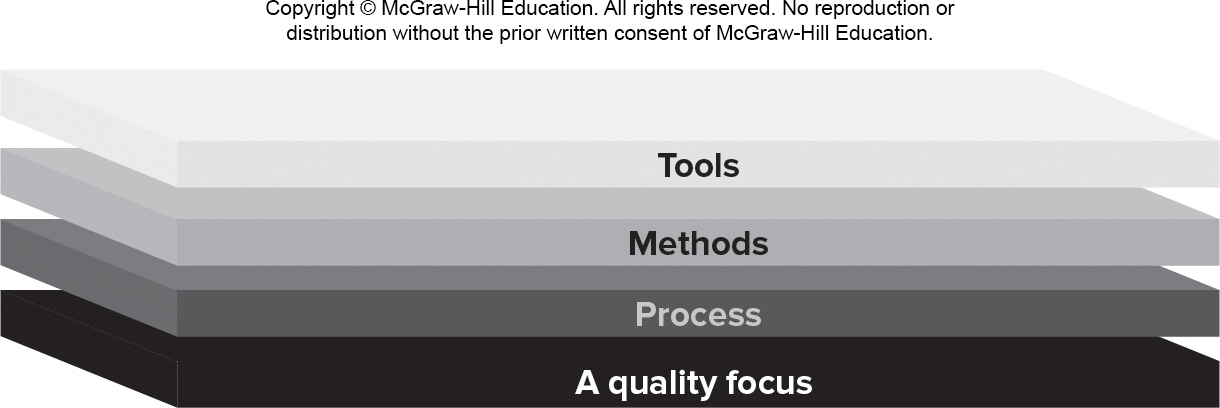 Copyright © McGraw-Hill Education. All rights reserved. No reproduction or
distribution without the prior written consent of McGraw-Hill Education.
Tools
Methods
Process
A quality focus